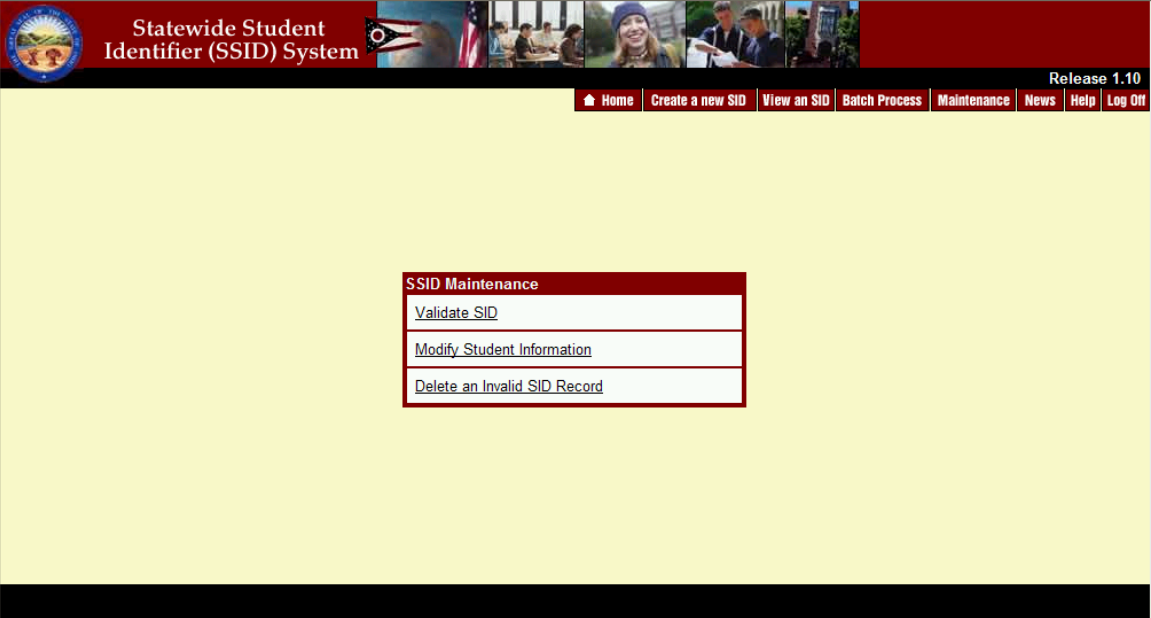 Statewide Student
Identifier (SSID) System
Release 1.10
Home Create a new SID View an SID Batch Process Maintenance News Help Log Off
SSID Maintenance
Validate SID
Modify Student Information
Delete an Invalid SID Record